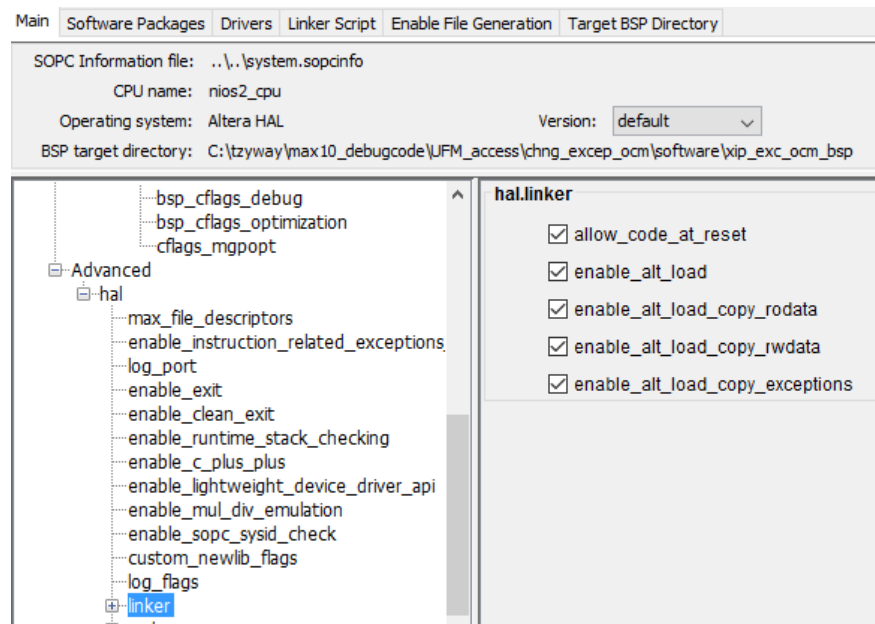 Main Software Packages Drivers Linker Script Enable File Generation Target BSP Directory
SOPC Information file: ..\..\system.sopcinfo
CPU name: nios2_cpu
Operating system: Altera HAL Version: default
BSP target directory: C:\tzyway\max10_debugcode\UFM_access\chng_excep_ocm\software\xip_exc_ocm_bsp
bsp_cflags_debug
bsp_cflags_optimization
cflags_mgpopt
Advanced
hal
max_file_descriptors
enable_instruction_related_exceptions_
log_port
enable_exit
enable_clean_exit
enable_runtime_stack_checking
enable_c_plus_plus
enable_lightweight_device_driver_api
enable_mul_div_emulation
enable_sopc_sysid_check
custom_newlib_flags
log_flags
linker
hal.linker
allow_code_at_reset
enable_alt_load
enable_alt_load_copy_rodata
enable_alt_load_copy_rwdata
enable_alt_load_copy_exceptions